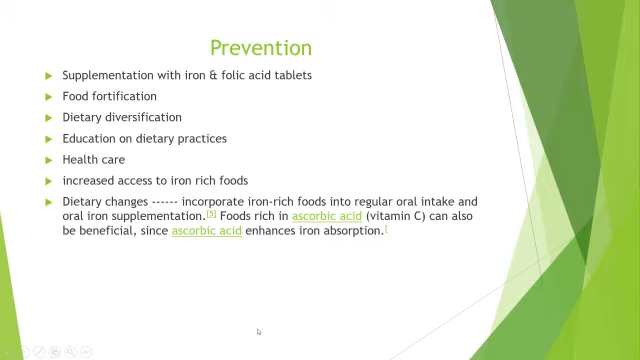 Prevention
Supplementation with iron & folic acid tablets
Food fortification
Dietary diversification
Education on dietary practices
Health care
increased access to iron rich foods
Dietary changes ------ incorporate iron-rich foods into regular oral intake and
oral iron supplementation.[5] Foods rich in ascorbic acid (vitamin C) can also
be beneficial, since ascorbic acid enhances iron absorption.[